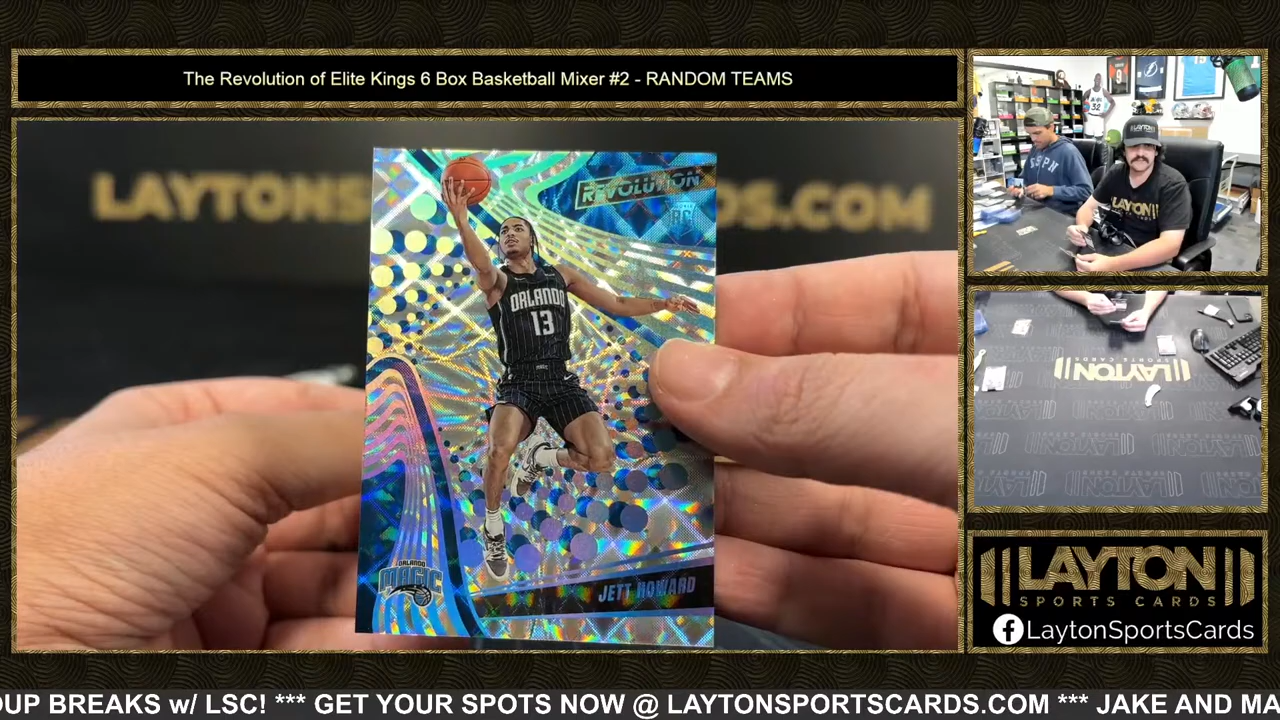 The Revolution of Elite Kings 6 Box Basketball Mixer #2 - RANDOM TEAMS
LAYTONS DS.COM
REVOLUTION
RC
ORLANDO
13
ORLANDO
MAGIC
JETT HOWARD
LAYTON
LAYTON
SPORTS CARDS
LaytonSportsCards
OUP BREAKS w/ LSC! *** GET YOUR SPOTS NOW @ LAYTONSPORTSCARDS.COM *** JAKE AND MA